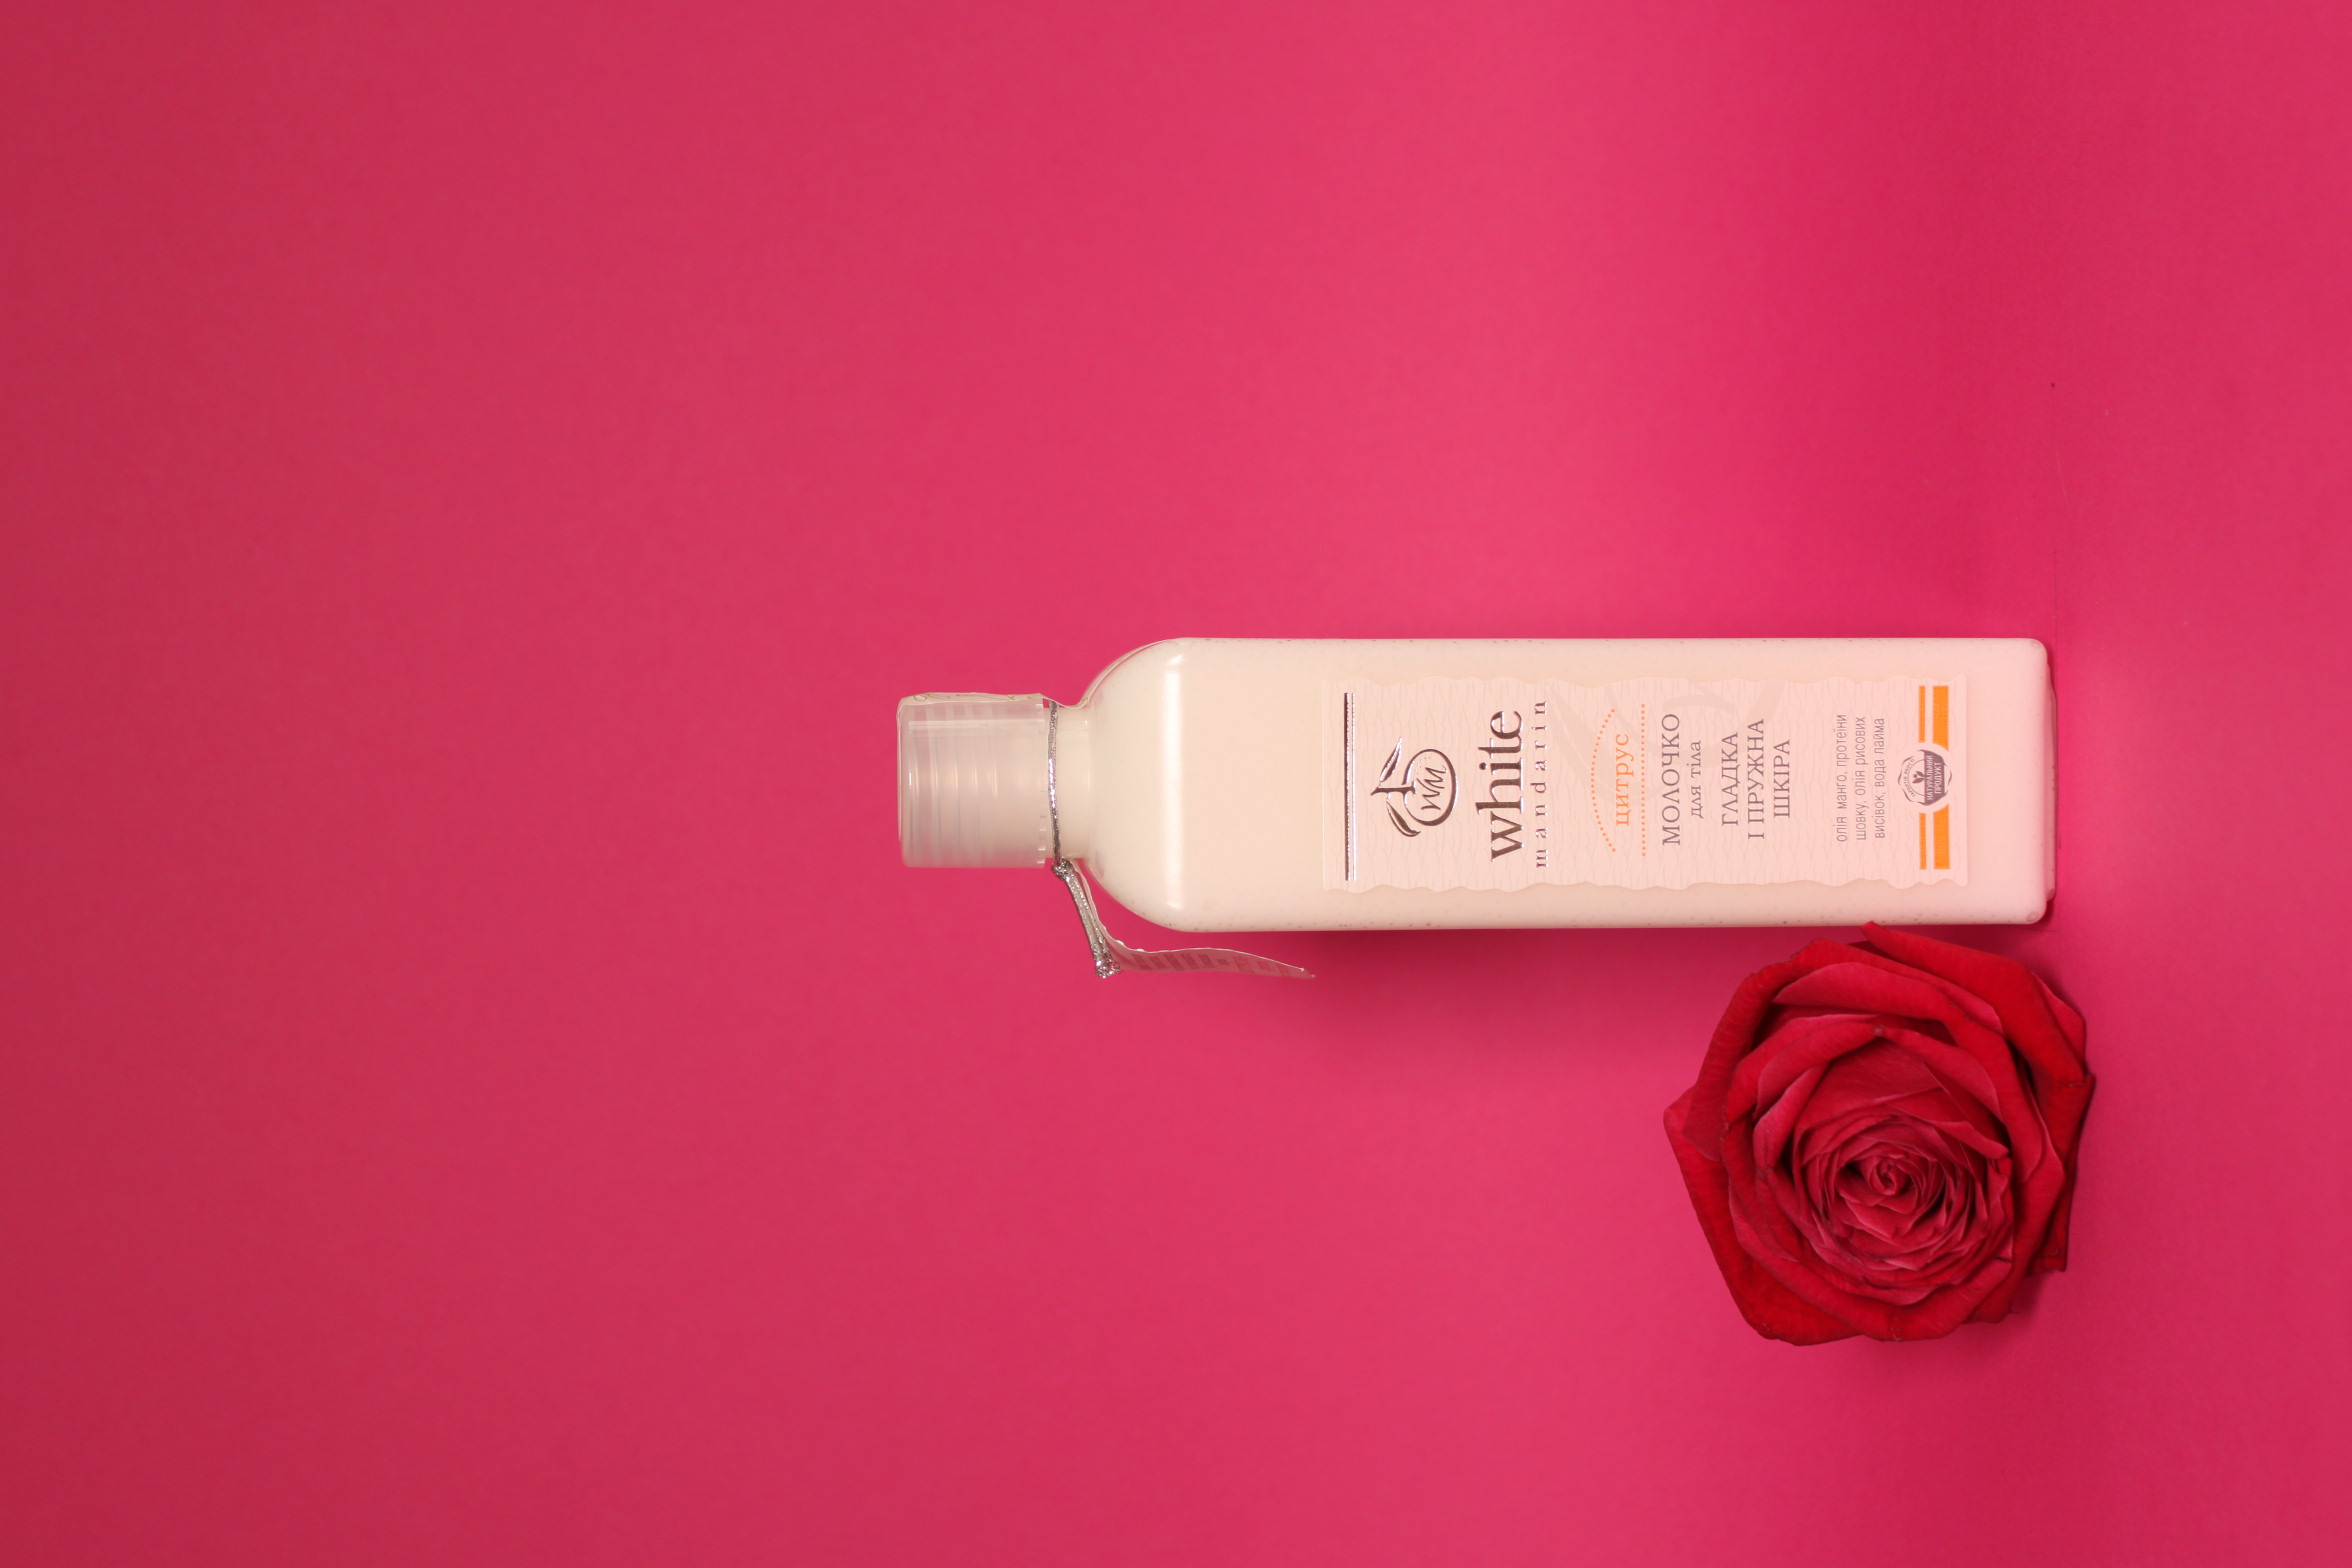 WM
white
mandarin
цитрус
МОЛОЧКО
для тіла
ГЛАДКА
І ПРУЖНА
ШКІРА
олія манго, протеїни
шовку, олія рисових
висівок, вода лайма
НАТУРАЛЬНИЙ
ПРОДУКТ